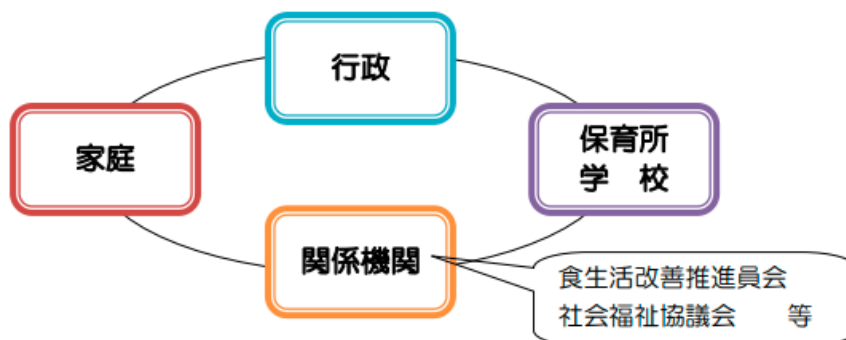 行政
家庭
保育所
学　校
関係機関
食生活改善推進員会
社会福祉協議会　　等